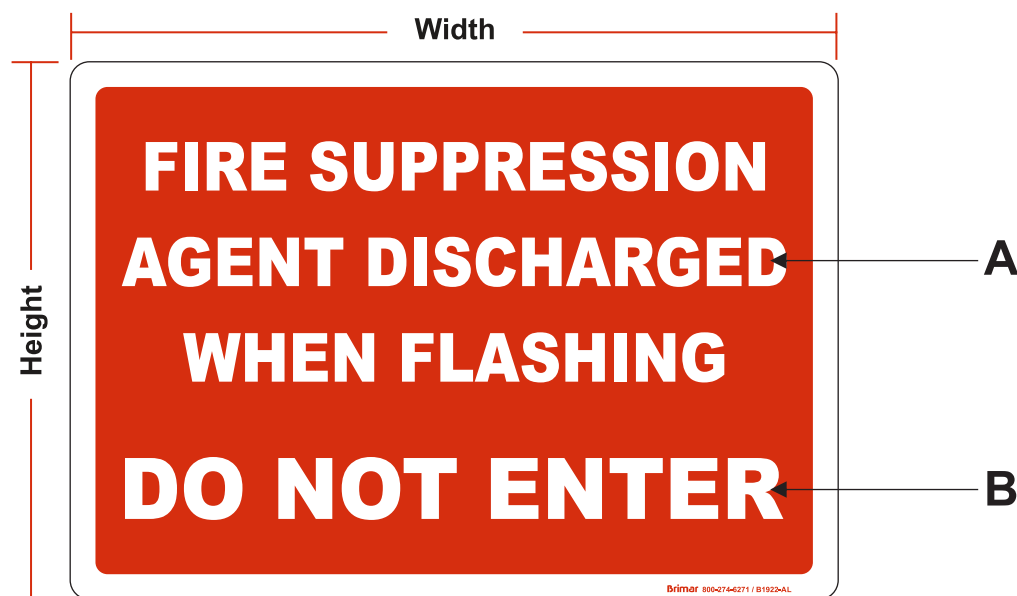 Width
Height
FIRE SUPPRESSION
AGENT DISCHARGED
WHEN FLASHING
DO NOT ENTER
A
B
Brimar 800-274-6271 / B1922-AL